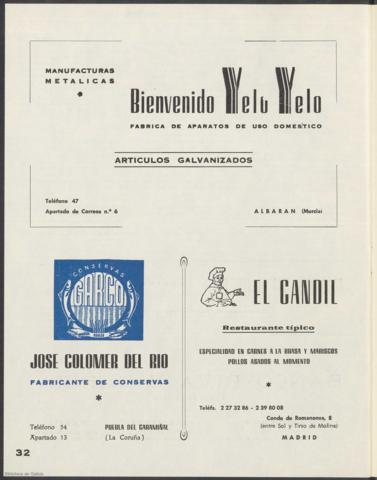 MANUFACTURAS
METALICAS
*
Bienvenido Yelo Yelo
FABRICA DE APARATOS DE USO DOMESTICO
ARTICULOS GALVANIZADOS
Teléfono 47
Apartado de Correos n.º 6
ALBARAN (Murcia)
CONSERVAS
GARCO
JOSE COLOMER DEL RIO
FABRICANTE DE CONSERVAS
*
Teléfono 54
Apartado 13
PUEBLA DEL CARAMIÑAL
(La Coruña)
EL CANDIL
Restaurante típico
ESPECIALIDAD EN CARNES A LA BRASA Y MARISCOS
POLLOS ASADOS AL MOMENTO
*
Teléfs. 2 27 32 86 - 2 39 80 08
Conde de Romanones, 8
(entre Sol y Tirso de Molina)
MADRID
32
Biblioteca de Galicia